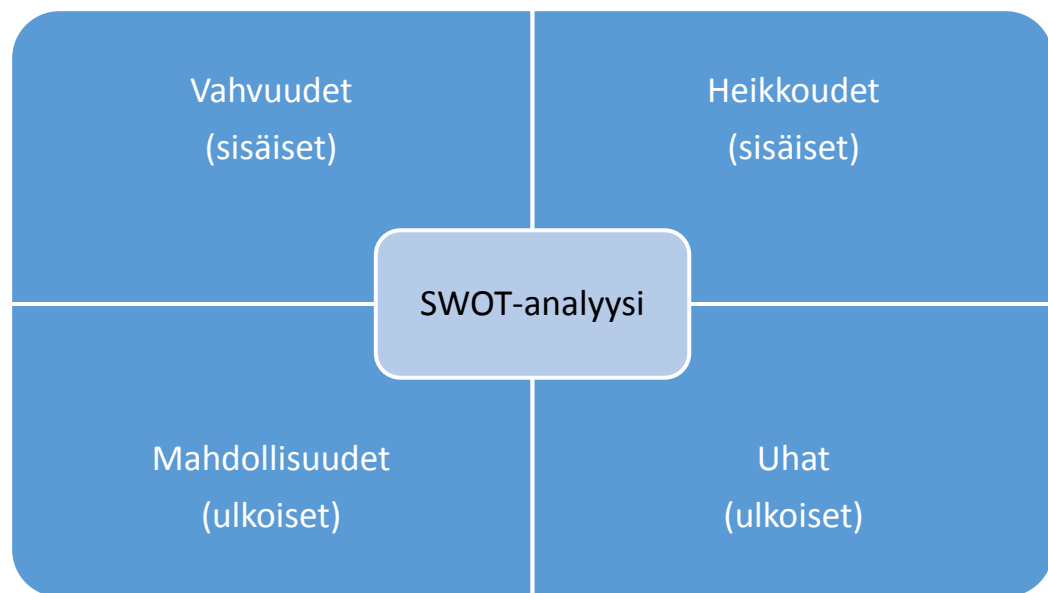 Vahvuudet
(sisäiset)
Heikkoudet
(sisäiset)
SWOT-analyysi
Mahdollisuudet
(ulkoiset)
Uhat
(ulkoiset)